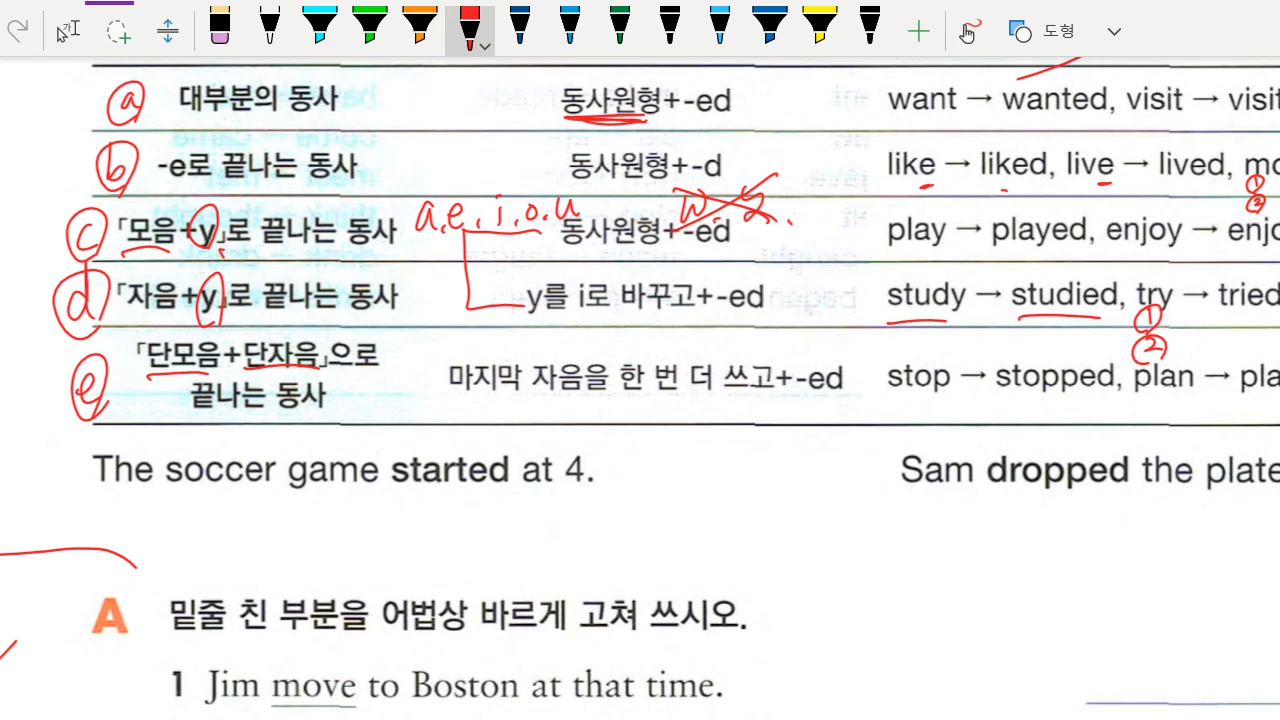 도형
ⓐ 대부분의 동사 동사원형+-ed want → wanted, visit → visit
ⓑ -e로 끝나는 동사 동사원형+-d like → liked, live → lived, mo
① ②
a, e, i, o, u w. y.
ⓒ 「모음+y」로 끝나는 동사 동사원형+-ed play → played, enjoy → enjo
ⓓ 「자음+y」로 끝나는 동사 y를 i로 바꾸고+-ed study → studied, try → tried
① ②
ⓔ 「단모음+단자음」으로
끝나는 동사 마지막 자음을 한 번 더 쓰고+-ed stop → stopped, plan → pla
The soccer game started at 4. Sam dropped the plate
A 밑줄 친 부분을 어법상 바르게 고쳐 쓰시오.
1 Jim move to Boston at that time.